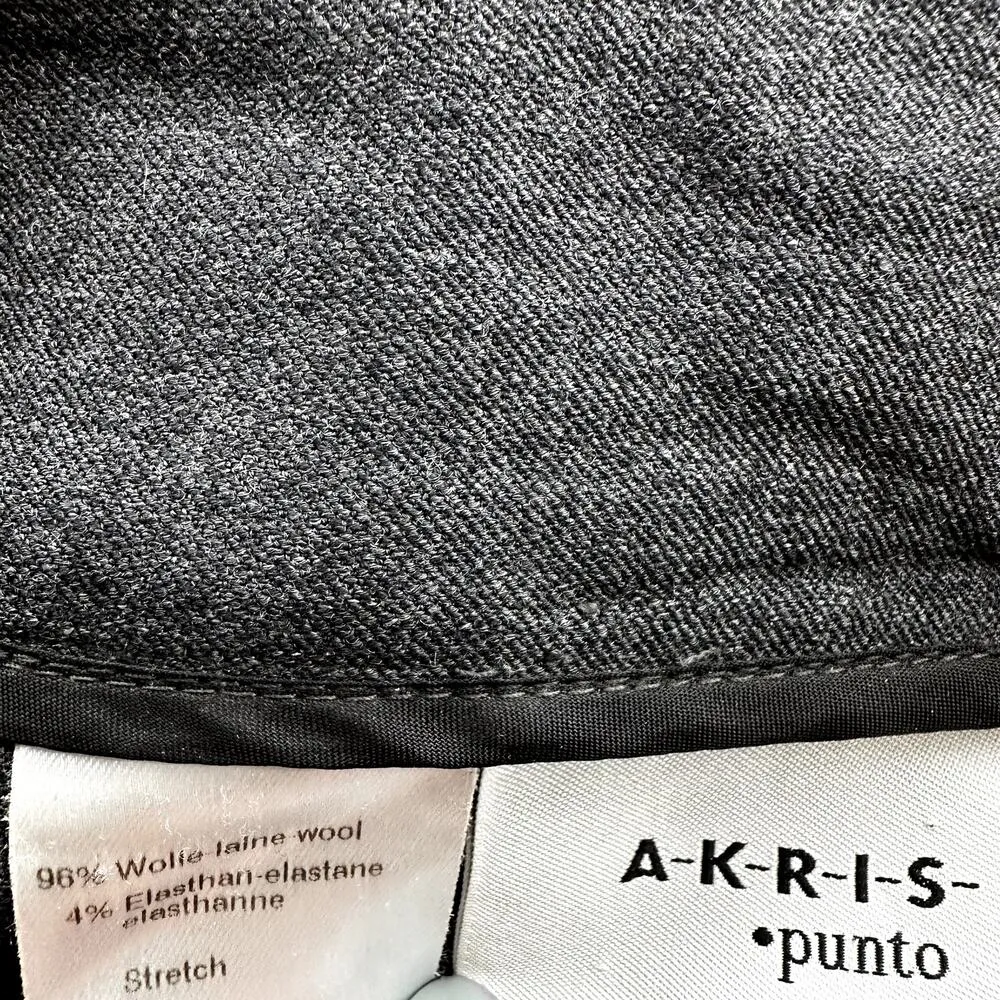 96% Wolle-laine-wool
4% Elasthan-elastane
elasthanne
Stretch
A-K-R-I-S-
•punto